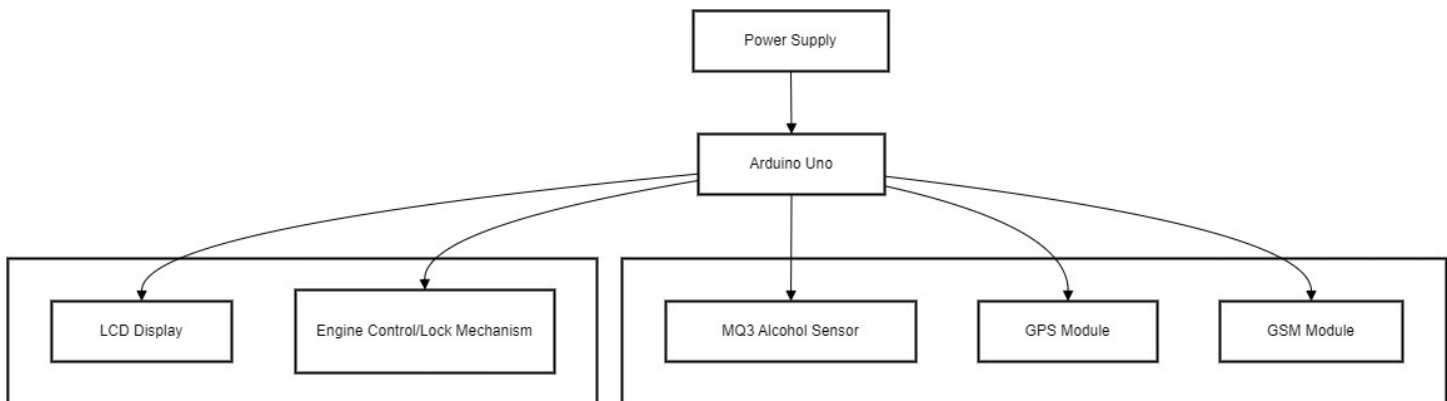 Power Supply
Arduino Uno
LCD Display
Engine Control/Lock Mechanism
MQ3 Alcohol Sensor
GPS Module
GSM Module